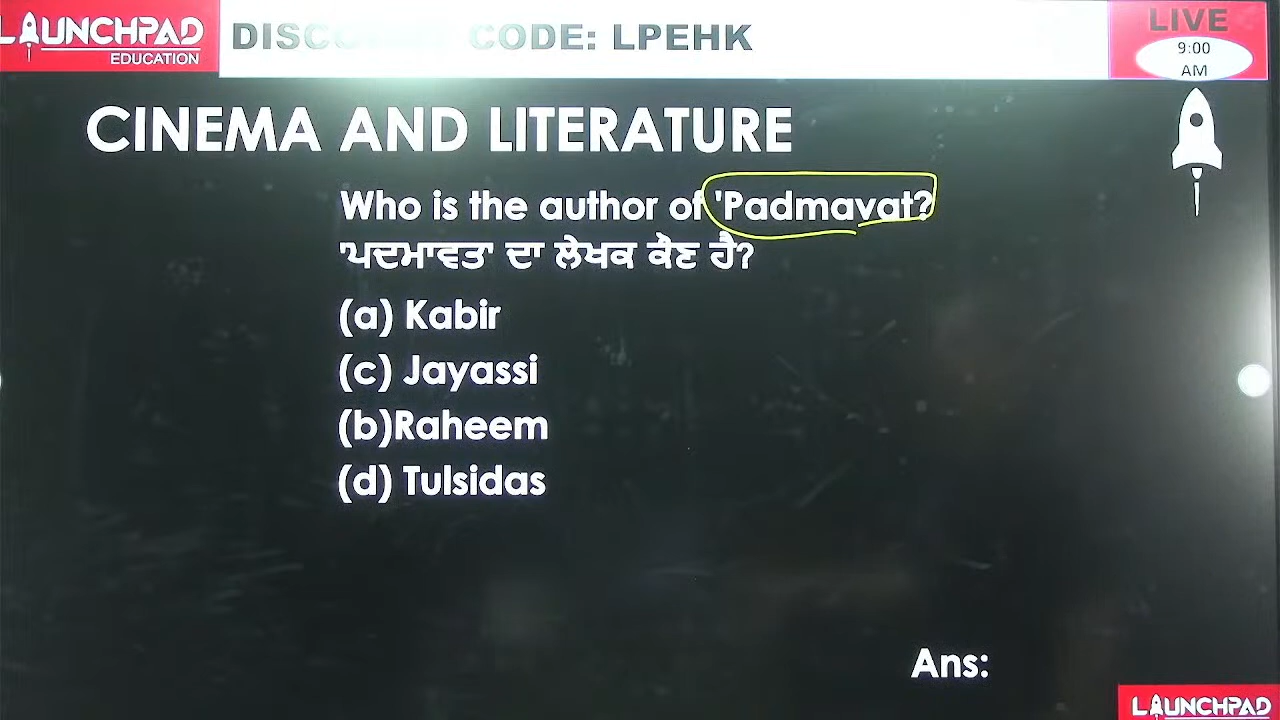 LAUNCHPAD
EDUCATION
CODE: LPEHK
LIVE
9:00
AM
CINEMA AND LITERATURE
Who is the author of 'Padmavat?
'ਪਦਮਾਵਤ' ਦਾ ਲੇਖਕ ਕੌਣ ਹੈ?
(a) Kabir
(c) Jayassi
(b)Raheem
(d) Tulsidas
Ans:
LAUNCHPAD